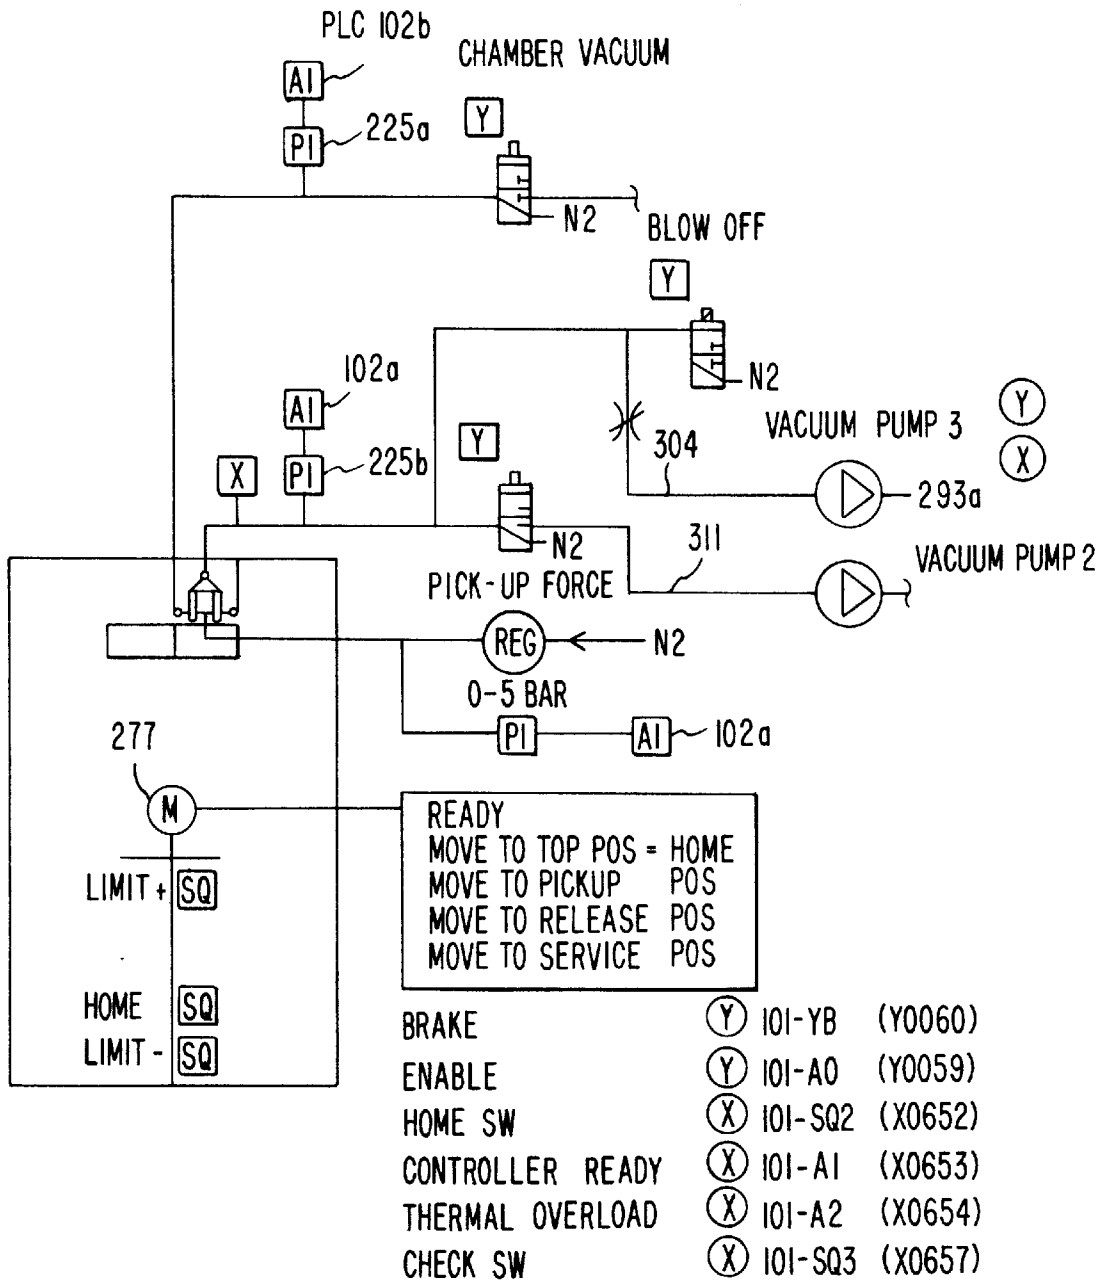 PLC 102b
CHAMBER VACUUM
AI
Y
PI
225a
N2
BLOW OFF
Y
102a
N2
AI
Y
VACUUM PUMP 3
Y
X
PI
225b
304
X
293a
N2
311
VACUUM PUMP 2
PICK-UP FORCE
REG
N2
0-5 BAR
277
PI
AI
102a
M
READY
MOVE TO TOP POS = HOME
MOVE TO PICKUP POS
MOVE TO RELEASE POS
MOVE TO SERVICE POS
LIMIT + SQ
HOME SQ
LIMIT - SQ
BRAKE Y 101-YB (Y0060)
ENABLE Y 101-A0 (Y0059)
HOME SW X 101-SQ2 (X0652)
CONTROLLER READY X 101-A1 (X0653)
THERMAL OVERLOAD X 101-A2 (X0654)
CHECK SW X 101-SQ3 (X0657)